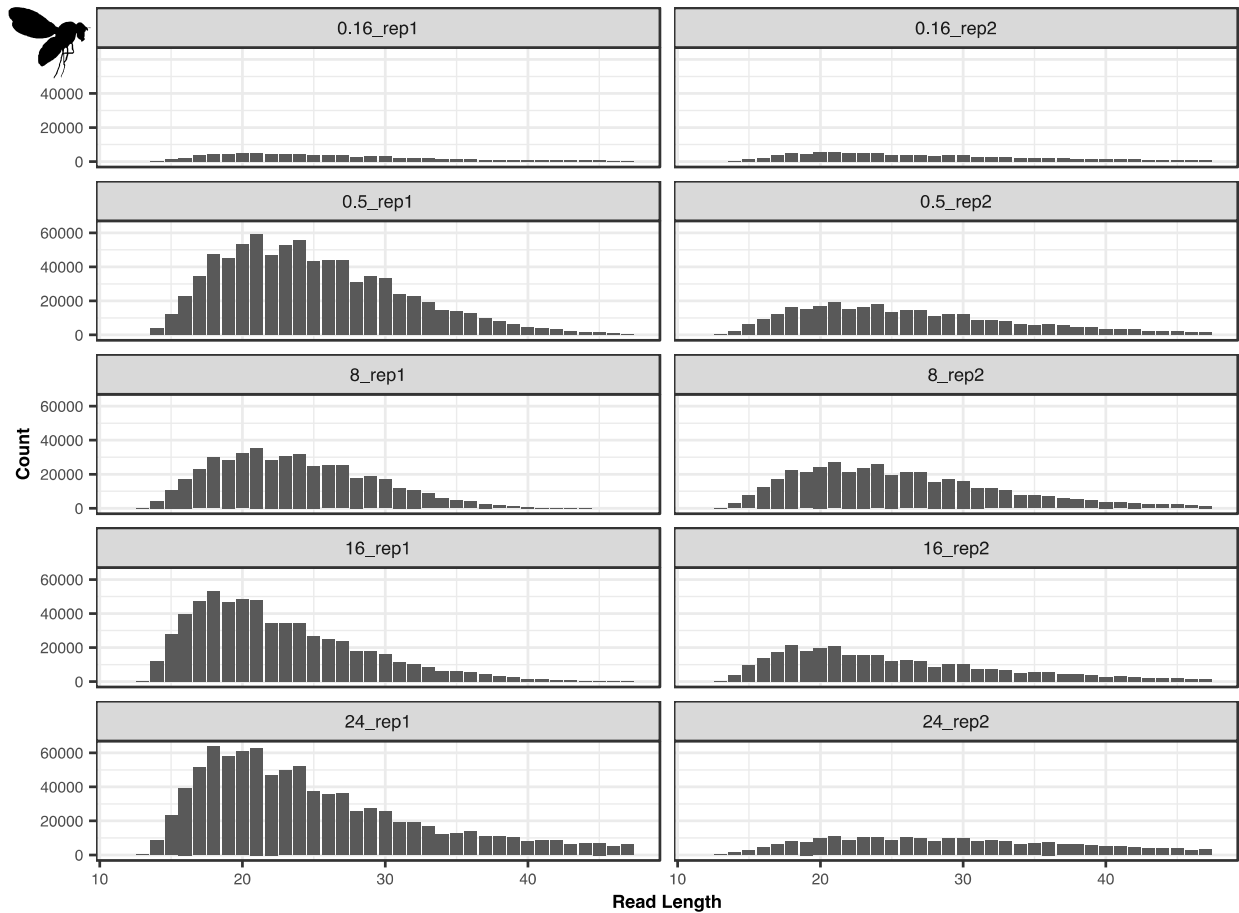 0.16_rep1 0.16_rep2
40000
20000
0
0.5_rep1 0.5_rep2
60000
40000
20000
0
8_rep1 8_rep2
60000
40000
20000
0
16_rep1 16_rep2
60000
40000
20000
0
24_rep1 24_rep2
60000
40000
20000
0
10 20 30 40 10 20 30 40
Count
Read Length